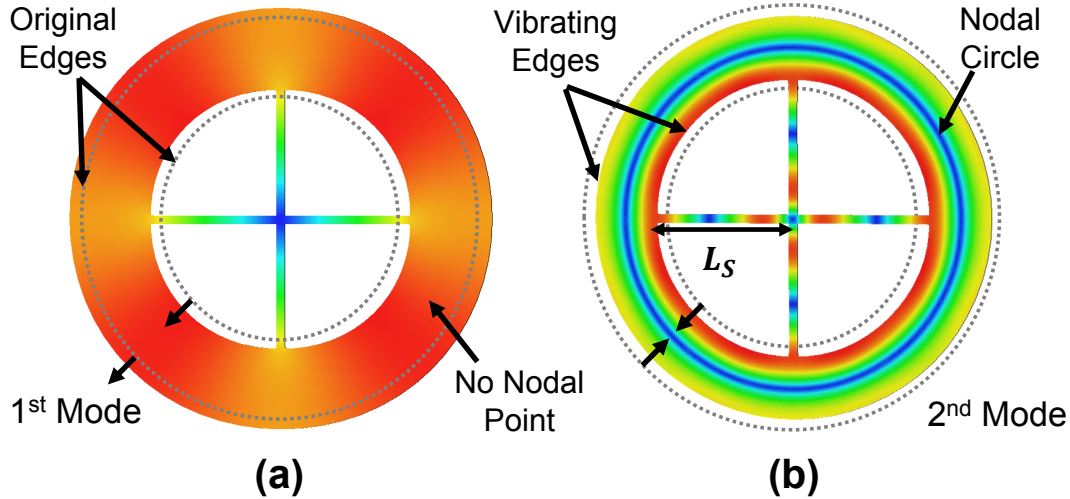 Original
Edges
1st Mode
No Nodal
Point
(a)
Vibrating
Edges
Nodal
Circle
L_S
2nd Mode
(b)